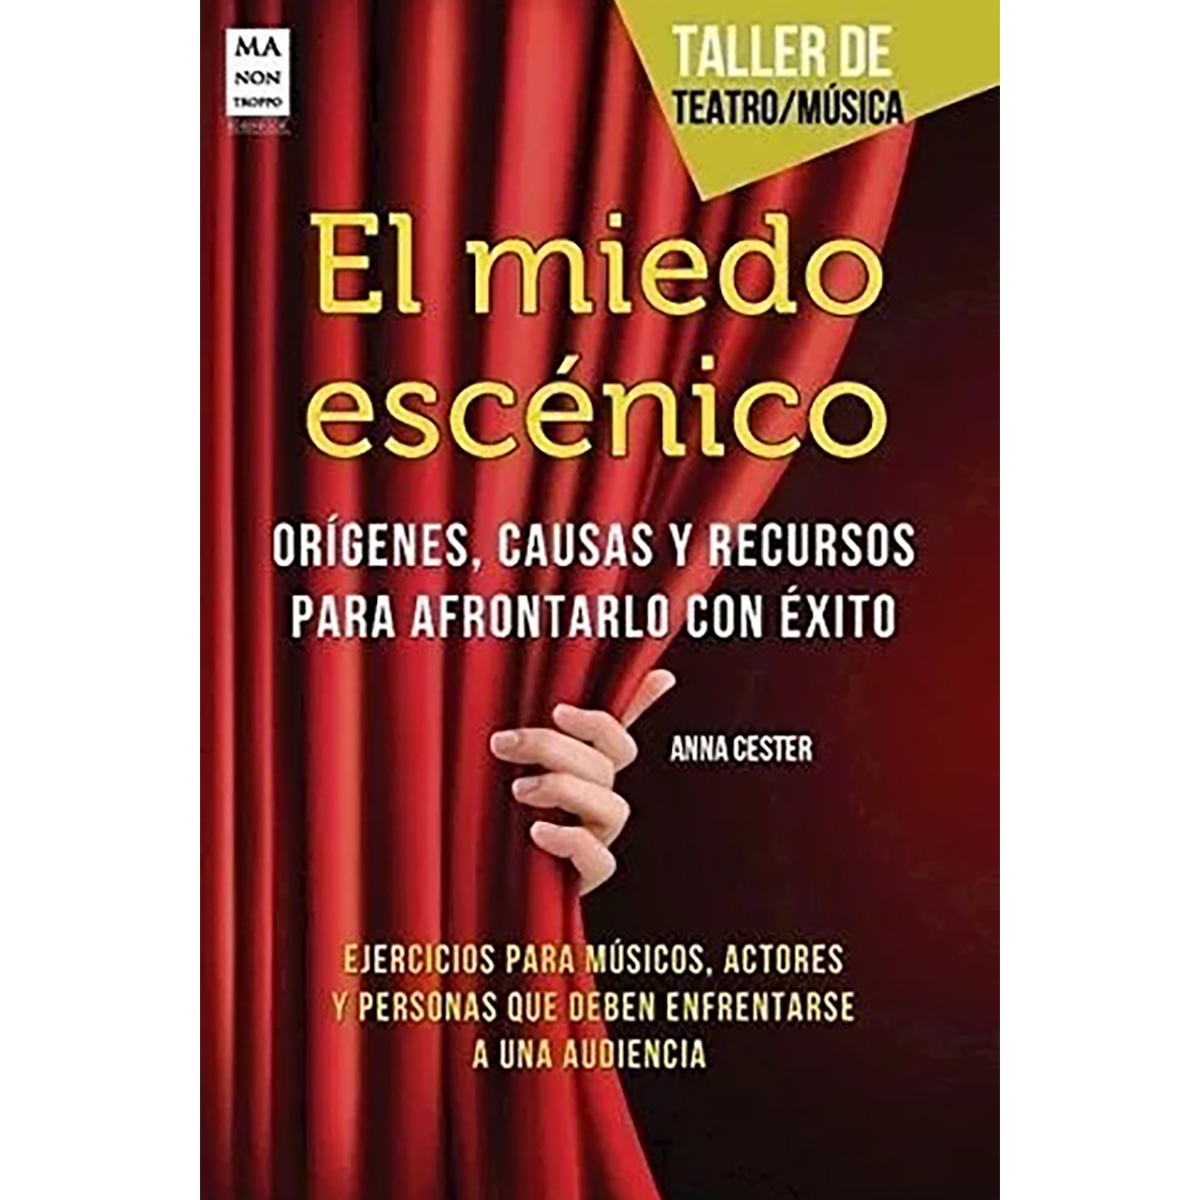 MA
NON
TROPPO
TALLER DE
TEATRO/MÚSICA
El miedo
escénico
ORÍGENES, CAUSAS Y RECURSOS
PARA AFRONTARLO CON ÉXITO
ANNA CESTER
EJERCICIOS PARA MÚSICOS, ACTORES
Y PERSONAS QUE DEBEN ENFRENTARSE
A UNA AUDIENCIA